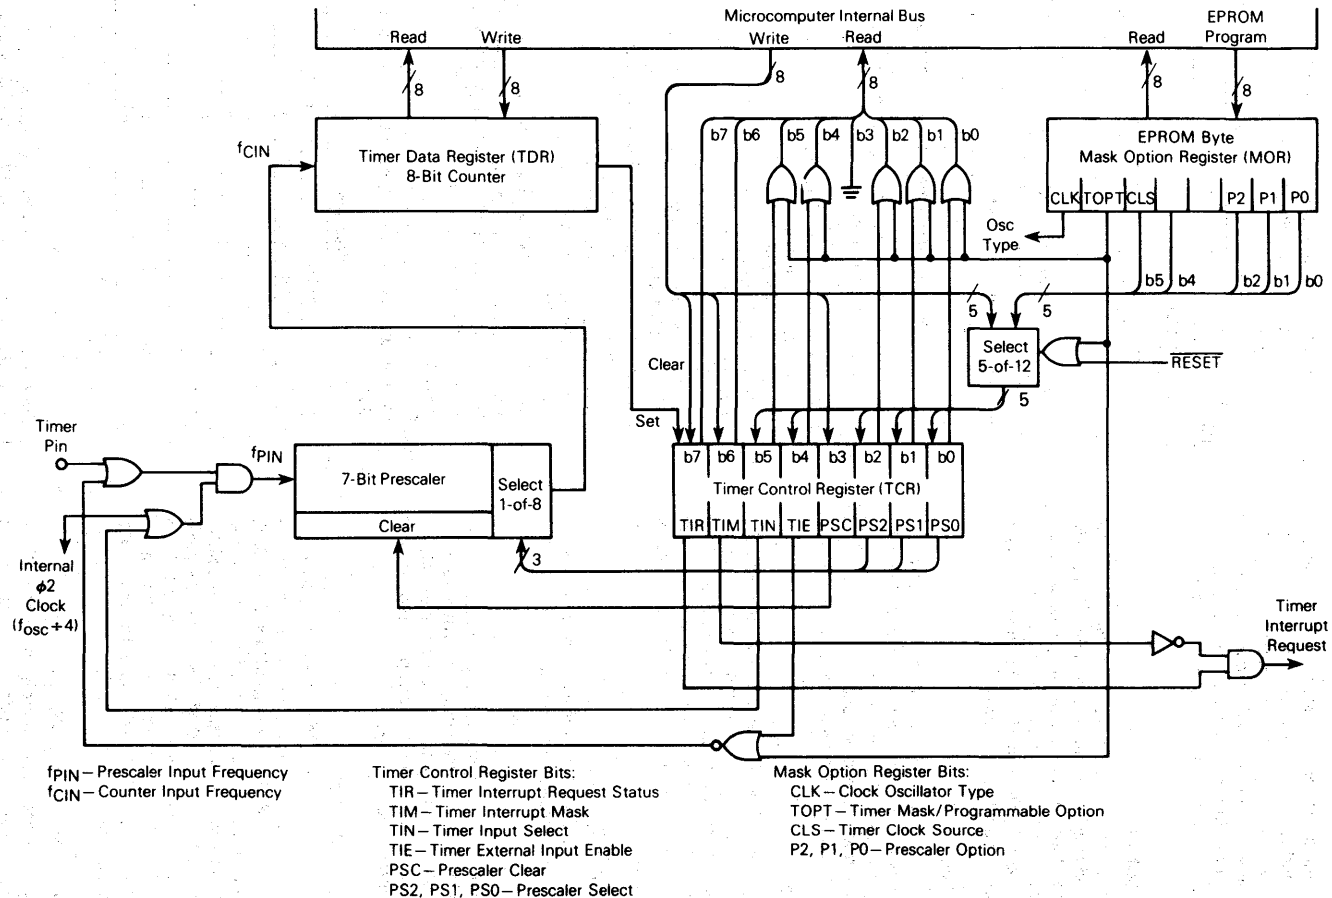 Microcomputer Internal Bus
EPROM
Program
Read
Write
Write
Read
Read
8
8
8
8
8
8
fCIN
Timer Data Register (TDR)
8-Bit Counter
b7
b6
b5
b4
b3
b2
b1
b0
EPROM Byte
Mask Option Register (MOR)
CLK
TOPT
CLS
P2
P1
P0
Osc
Type
b5
b4
b2
b1
b0
5
5
Select
5-of-12
RESET
5
Clear
Set
Timer
Pin
fPIN
7-Bit Prescaler
Select
1-of-8
Clear
3
b7
b6
b5
b4
b3
b2
b1
b0
Timer Control Register (TCR)
TIR
TIM
TIN
TIE
PSC
PS2
PS1
PS0
Internal
ϕ2
Clock
(fosc÷4)
Timer
Interrupt
Request
fPIN—Prescaler Input Frequency
fCIN—Counter Input Frequency
Timer Control Register Bits:
TIR—Timer Interrupt Request Status
TIM—Timer Interrupt Mask
TIN—Timer Input Select
TIE—Timer External Input Enable
PSC—Prescaler Clear
PS2, PS1, PS0—Prescaler Select
Mask Option Register Bits:
CLK—Clock Oscillator Type
TOPT—Timer Mask/Programmable Option
CLS—Timer Clock Source
P2, P1, P0—Prescaler Option